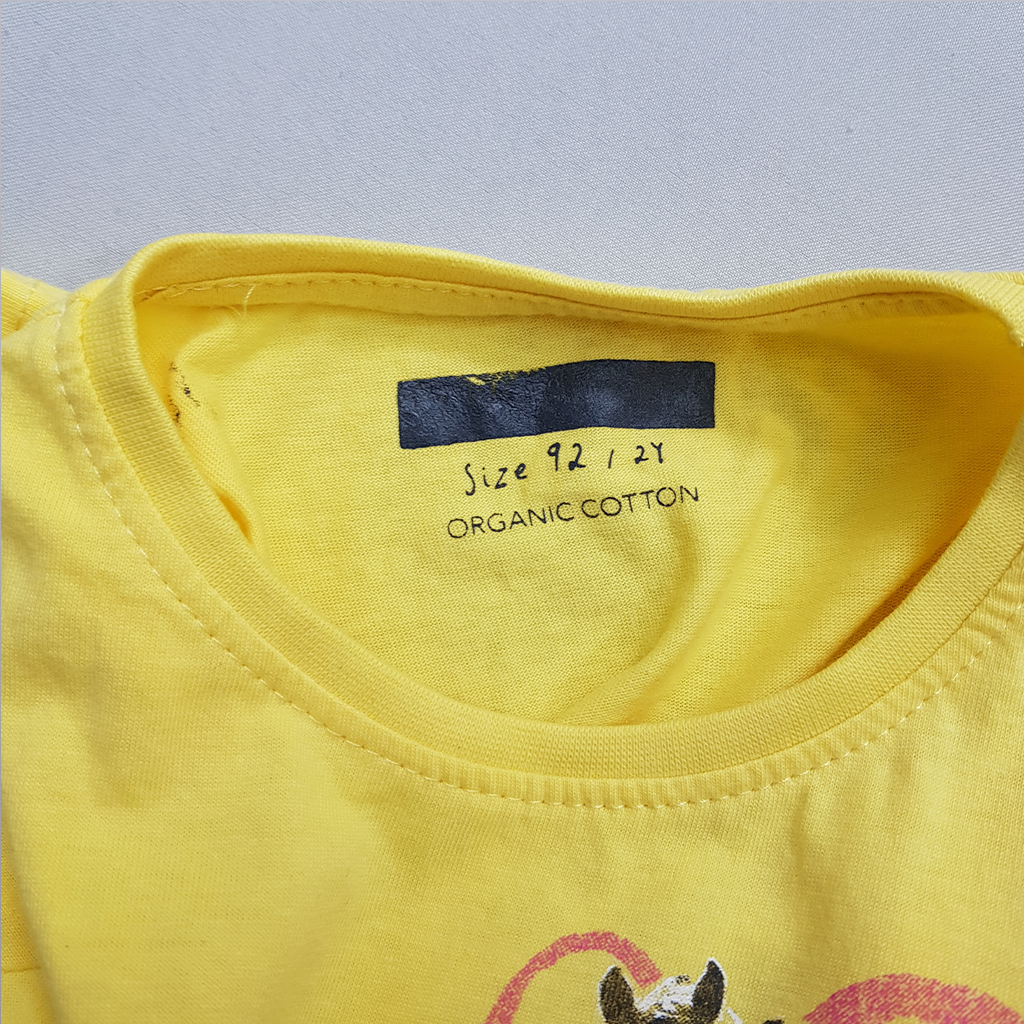 Size 92 / 2Y
ORGANIC COTTON